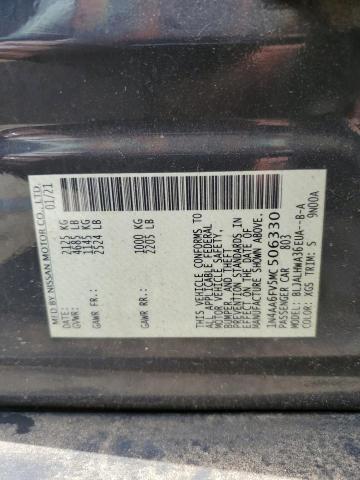 MFD BY NISSAN MOTOR CO., LTD. 01/21
GVWR: 2125 KG
4685 LB
GAWR FR: 1145 KG
2524 LB
GAWR RR: 1000 KG
2205 LB
THIS VEHICLE CONFORMS TO
ALL APPLICABLE FEDERAL
MOTOR VEHICLE SAFETY,
BUMPER, AND THEFT
PREVENTION STANDARDS IN
EFFECT ON THE DATE OF
MANUFACTURE SHOWN ABOVE.
1N4AA6FV5MC506330
PASSENGER CAR 803
MODEL: BLJALHWA36EUA--B-A
COLOR: XGS TRIM: S 9N00A